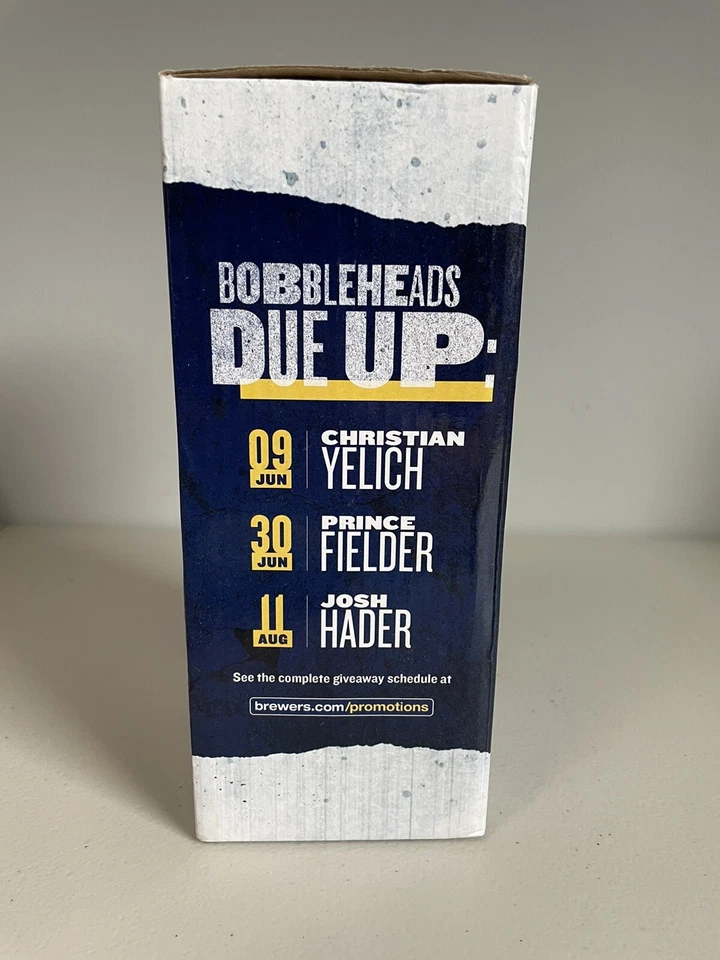 BOBBLEHEADS
DUE UP:
09
JUN
CHRISTIAN
YELICH
30
JUN
PRINCE
FIELDER
11
AUG
JOSH
HADER
See the complete giveaway schedule at
brewers.com/promotions